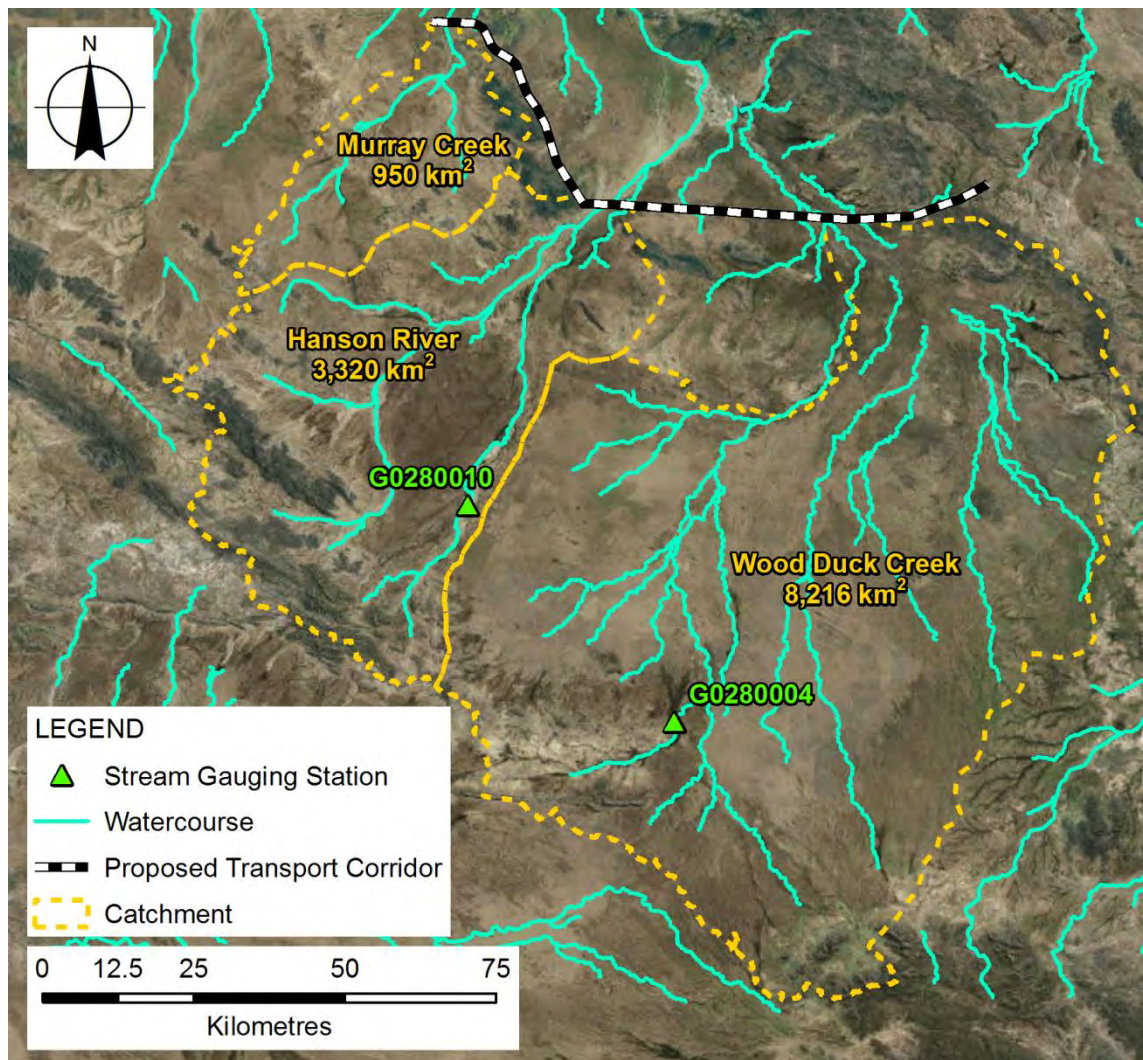 N
Murray Creek
950 km²
Hanson River
3,320 km²
G0280010
Wood Duck Creek
8,216 km²
G0280004
LEGEND
Stream Gauging Station
Watercourse
Proposed Transport Corridor
Catchment
0 12.5 25 50 75
Kilometres